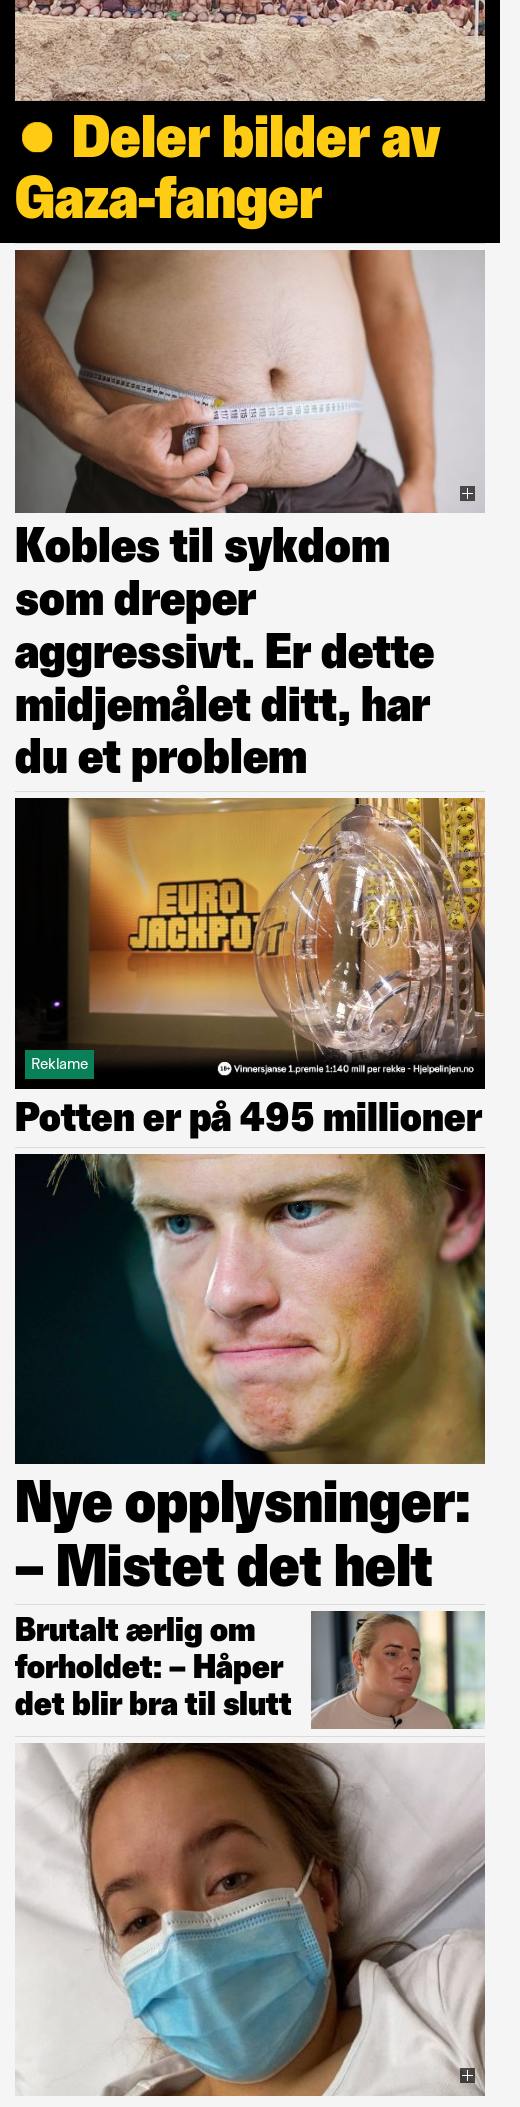 Deler bilder av
Gaza-fanger
Kobles til sykdom
som dreper
aggressivt. Er dette
midjemålet ditt, har
du et problem
EURO
JACKPOT
Reklame
18+ Vinnersjanse 1.premie 1:140 mill per rekke - Hjelpelinjen.no
Potten er på 495 millioner
Nye opplysninger:
– Mistet det helt
Brutalt ærlig om
forholdet: – Håper
det blir bra til slutt